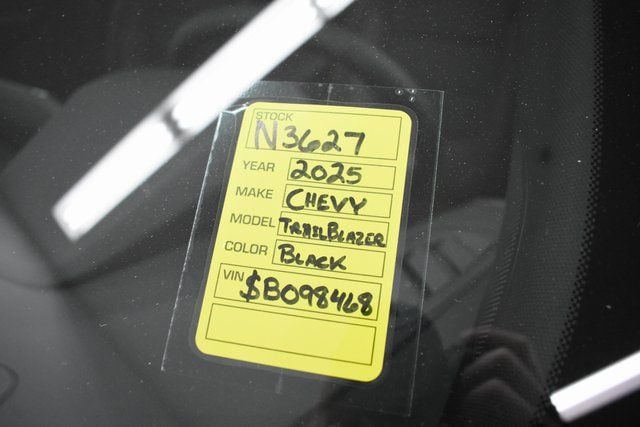 STOCK
N3627
YEAR 2025
MAKE CHEVY
MODEL TRAILBLAZER
COLOR BLACK
VIN $B098468